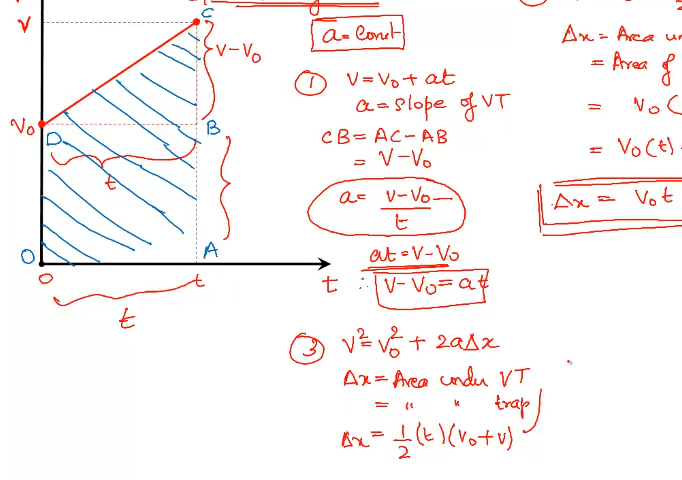 v
C
v - v₀
v₀
D
B
t
O
A
0
t
t
t
a = const
① v = v₀ + at
a = slope of VT
CB = AC - AB
= v - v₀
a = v - v₀ / t
at = v - v₀
∴ v - v₀ = at
③ v² = v₀² + 2aΔx
Δx = Area under VT
= " " trap
Δx = 1/2 (t) (v₀ + v)
Δx = Area
= Area of
= v₀(
= v₀(t)
Δx = v₀t